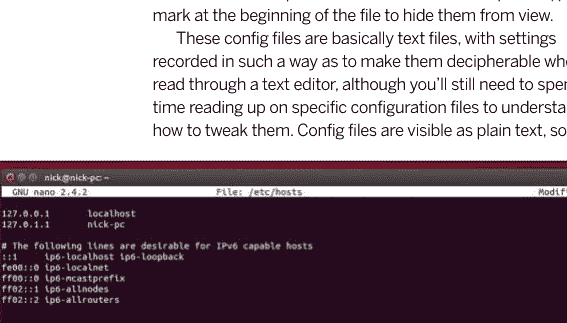 mark at the beginning of the file to hide them from view.
These config files are basically text files, with settings
recorded in such a way as to make them decipherable
read through a text editor, although you'll still need to
time reading up on specific configuration files to
how to tweak them. Config files are visible as plain text, so
nick@nick-pc: ~
GNU nano 2.4.2 File: /etc/hosts
127.0.0.1 localhost
127.0.1.1 nick-pc
# The following lines are desirable for IPv6 capable hosts
::1 ip6-localhost ip6-loopback
fe00::0 ip6-localnet
ff00::0 ip6-mcastprefix
ff02::1 ip6-allnodes
ff02::2 ip6-allrouters